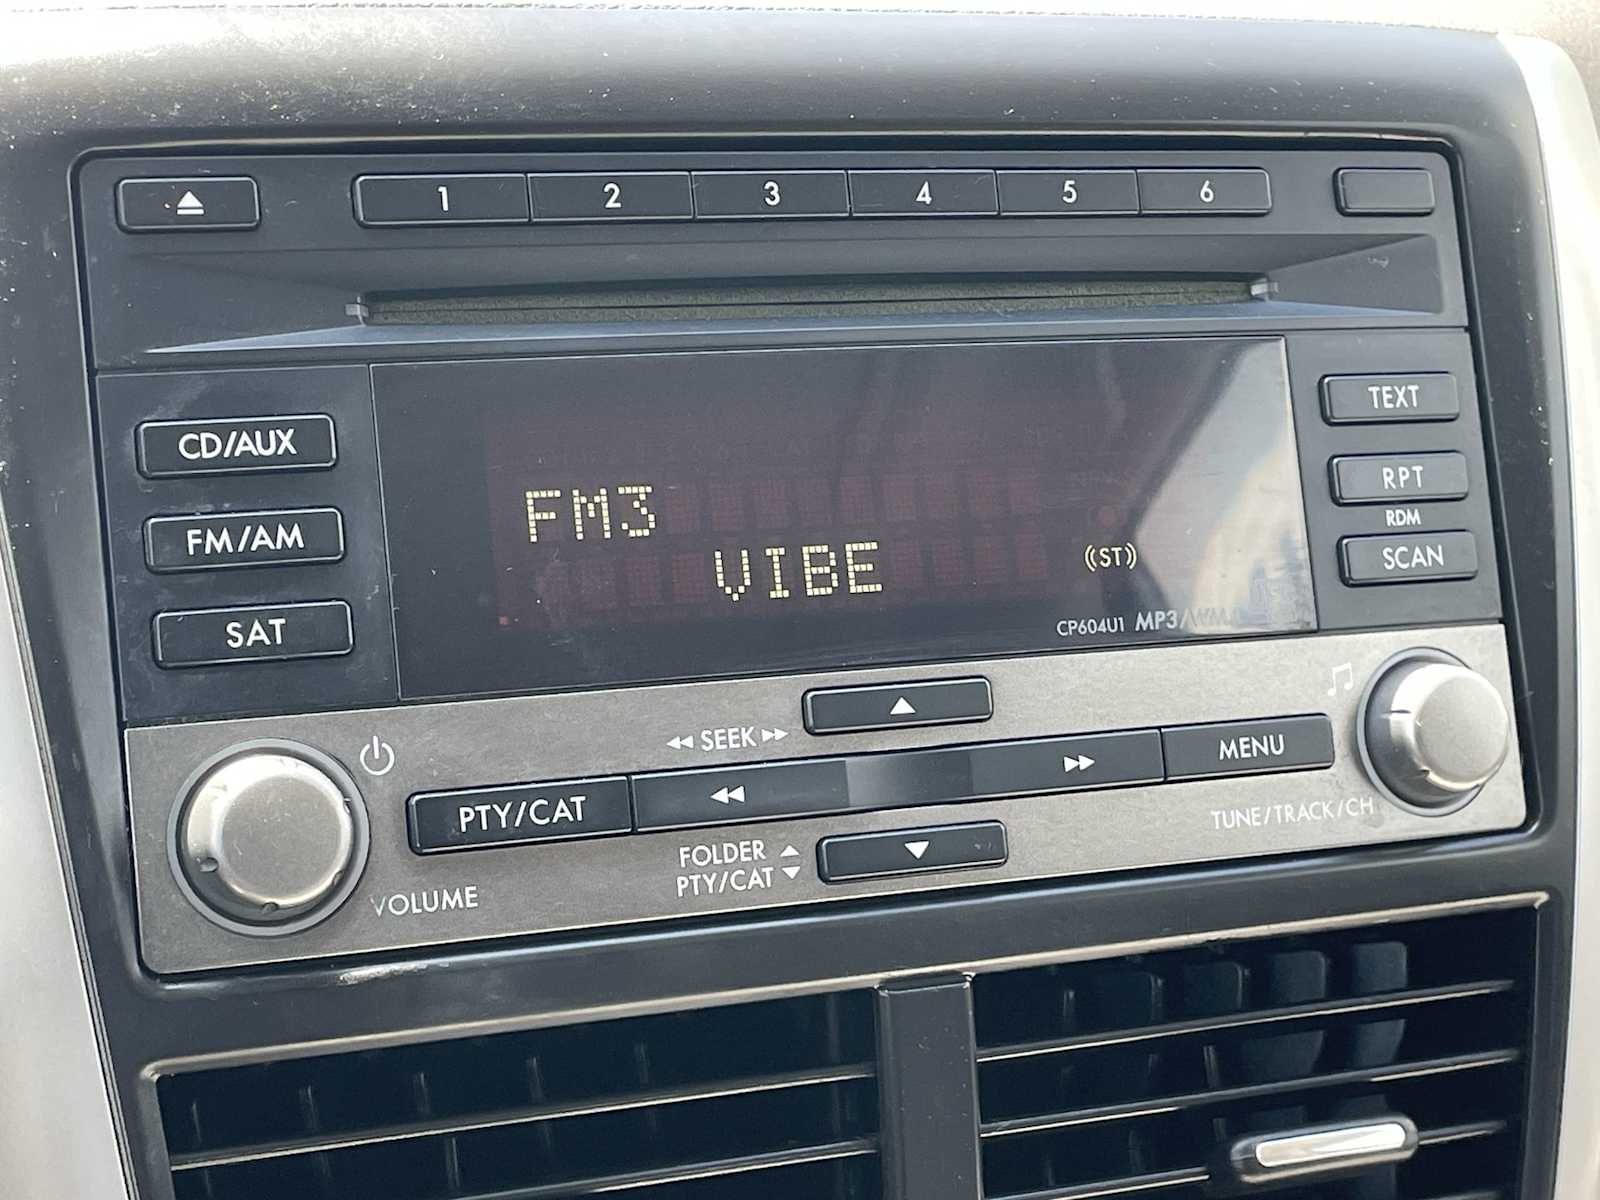 1 2 3 4 5 6
CD/AUX
TEXT
RPT
FM/AM
FM3
RDM
VIBE
((ST))
SCAN
SAT
CP604U1 MP3/WMA
SEEK
MENU
PTY/CAT
TUNE/TRACK/CH
FOLDER
PTY/CAT
VOLUME